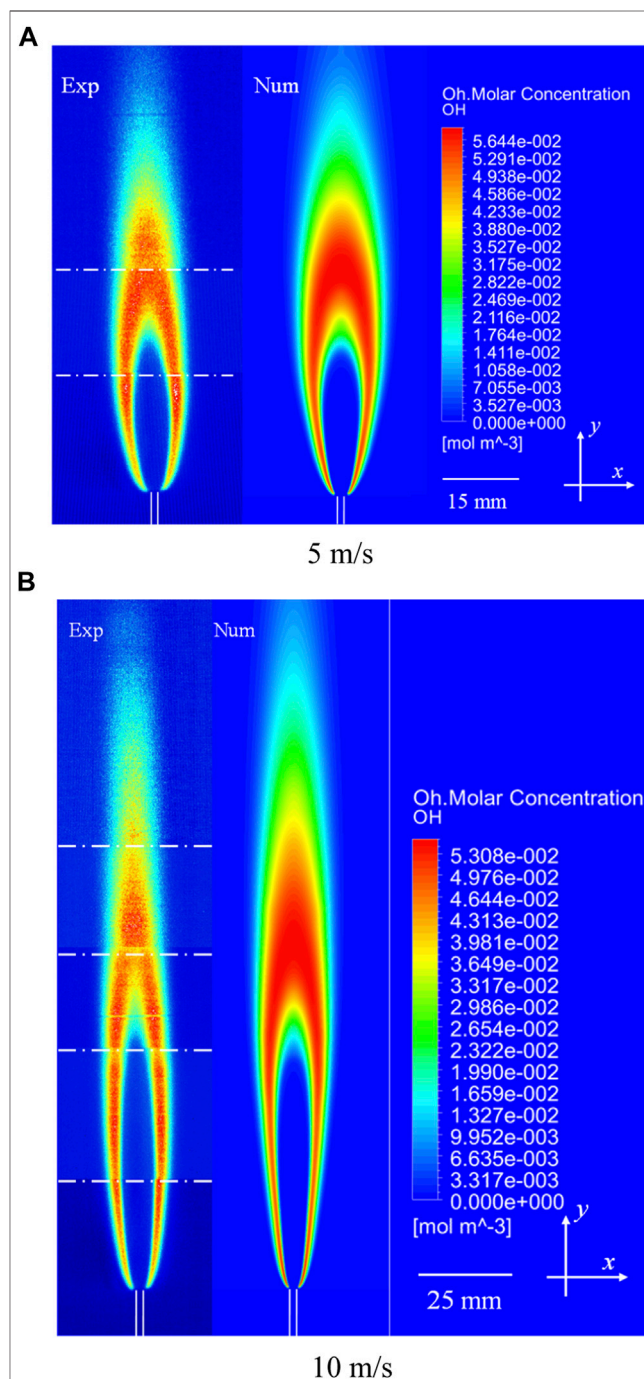 A
Exp
Num
Oh.Molar Concentration
OH
5.644e-002
5.291e-002
4.938e-002
4.586e-002
4.233e-002
3.880e-002
3.527e-002
3.175e-002
2.822e-002
2.469e-002
2.116e-002
1.764e-002
1.411e-002
1.058e-002
7.055e-003
3.527e-003
0.000e+000
[mol m^-3]
15 mm
y
x
5 m/s
B
Exp
Num
Oh.Molar Concentration
OH
5.308e-002
4.976e-002
4.644e-002
4.313e-002
3.981e-002
3.649e-002
3.317e-002
2.986e-002
2.654e-002
2.322e-002
1.990e-002
1.659e-002
1.327e-002
9.952e-003
6.635e-003
3.317e-003
0.000e+000
[mol m^-3]
25 mm
y
x
10 m/s